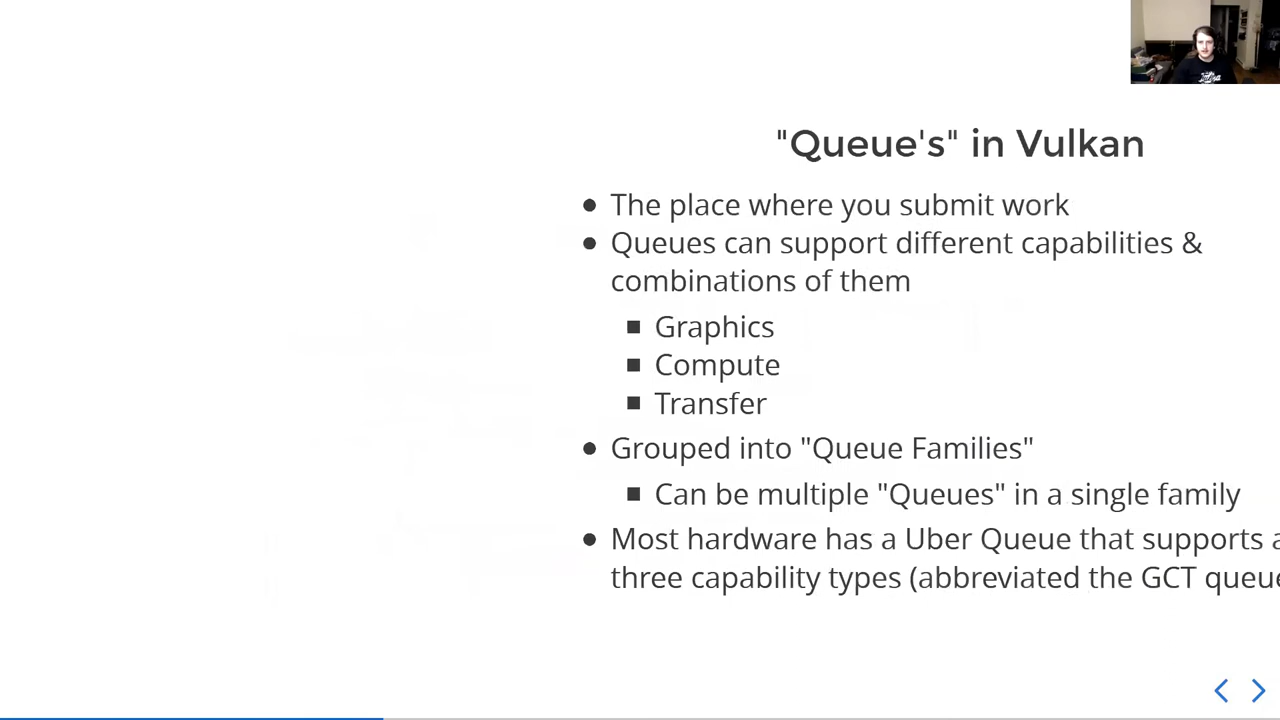 "Queue's" in Vulkan
The place where you submit work
Queues can support different capabilities &
combinations of them
Graphics
Compute
Transfer
Grouped into "Queue Families"
Can be multiple "Queues" in a single family
Most hardware has a Uber Queue that supports
three capability types (abbreviated the GCT queue